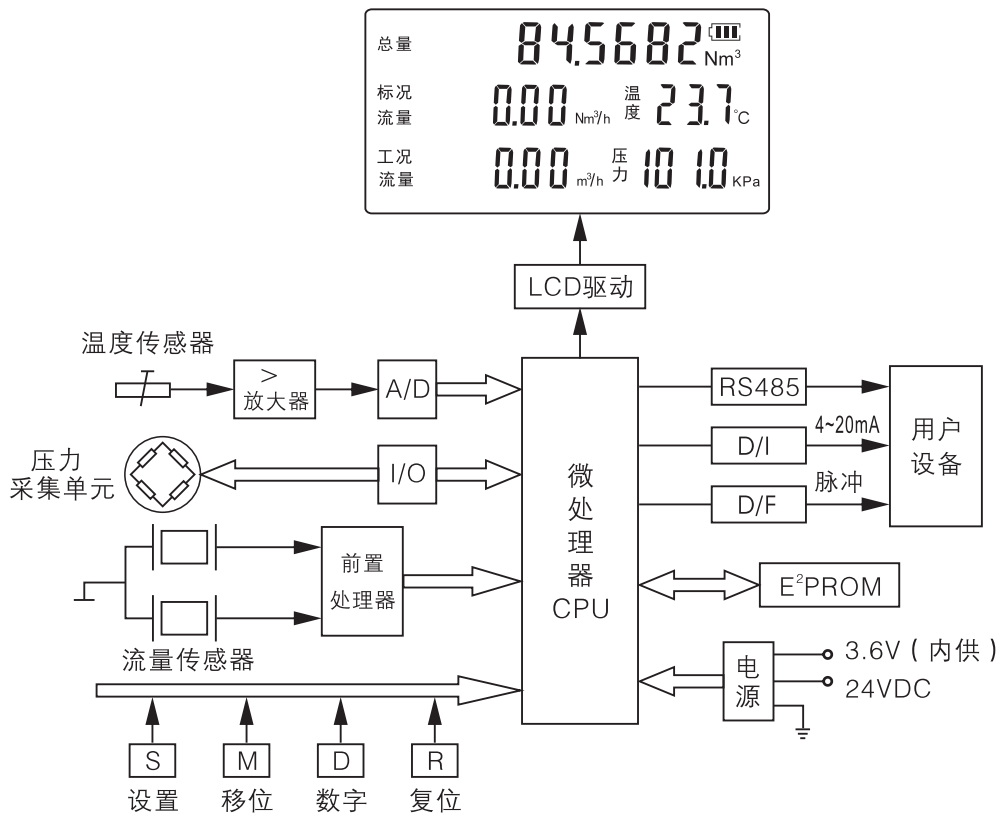 总量 84.5682 Nm³
标况流量 0.00 Nm³/h 温度 23.7 °C
工况流量 0.00 m³/h 压力 101.0 KPa
LCD驱动
温度传感器
>
放大器
A/D
压力
采集单元
I/O
前置
处理器
流量传感器
微处理器
CPU
RS485
D/I
4~20mA
D/F
脉冲
用户
设备
E²PROM
电源
3.6V(内供)
24VDC
S
M
D
R
设置
移位
数字
复位